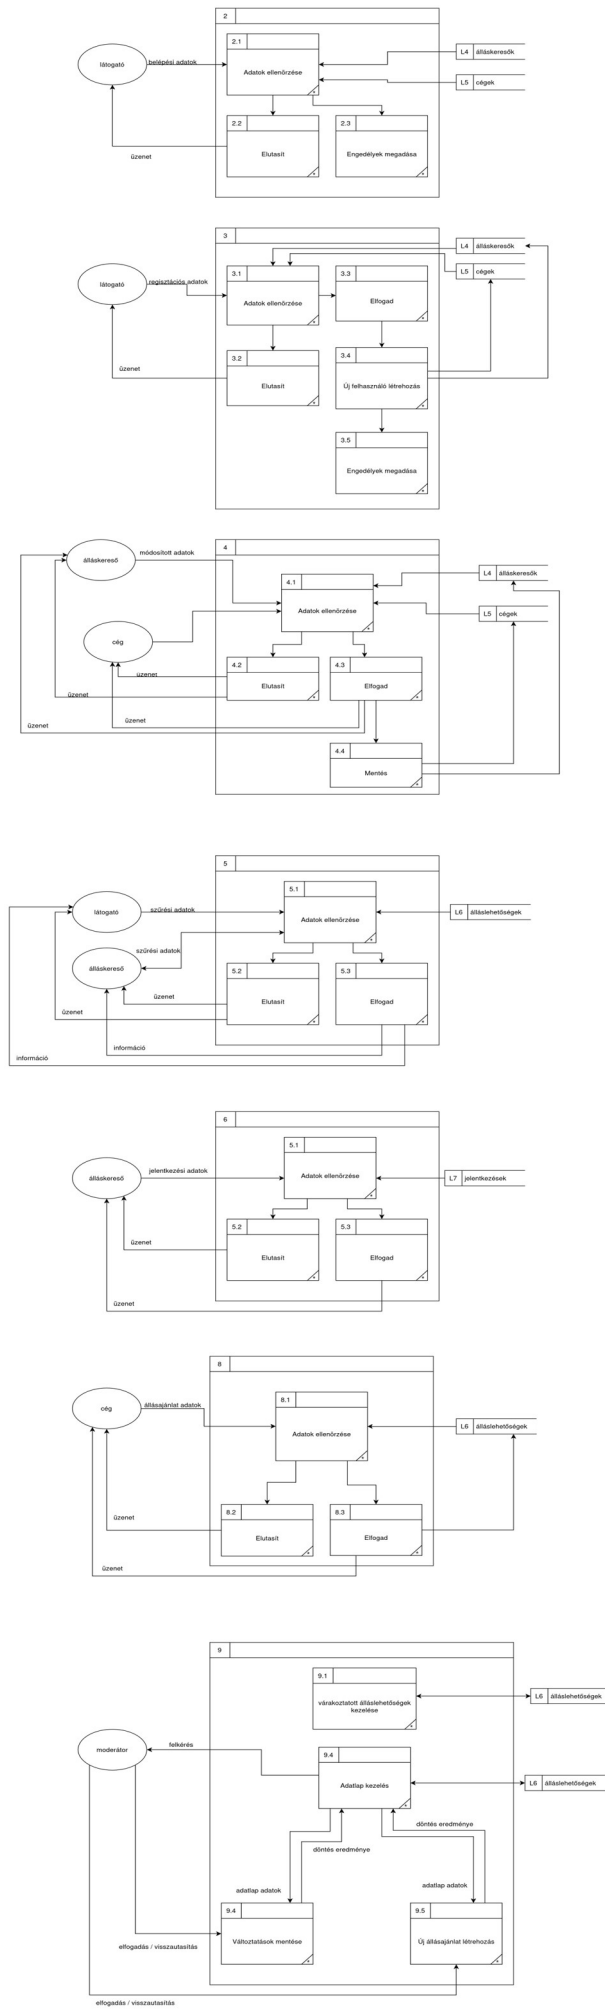 2
2.1
L4 álláskeresők
látogató
belépési adatok
Adatok ellenőrzése
L5 cégek
2.2
2.3
Elutasít
Engedélyek megadása
üzenet
3
L4 álláskeresők
3.1
3.3
L5 cégek
látogató
regisztációs adatok
Adatok ellenőrzése
Elfogad
3.2
3.4
üzenet
Elutasít
Új felhasználó létrehozás
3.5
Engedélyek megadása
4
álláskereső
módosított adatok
L4 álláskeresők
4.1
Adatok ellenőrzése
L5 cégek
cég
4.2
4.3
üzenet
Elutasít
Elfogad
üzenet
üzenet
üzenet
4.4
Mentés
5
5.1
látogató
szűrési adatok
L6 álláslehetőségek
Adatok ellenőrzése
szűrési adatok
álláskereső
5.2
5.3
üzenet
Elutasít
Elfogad
üzenet
információ
információ
6
5.1
álláskereső
jelentkezési adatok
Adatok ellenőrzése
L7 jelentkezések
5.2
5.3
üzenet
Elutasít
Elfogad
üzenet
8
8.1
cég
állásajánlat adatok
L6 álláslehetőségek
Adatok ellenőrzése
8.2
8.3
üzenet
Elutasít
Elfogad
üzenet
9
9.1
L6 álláslehetőségek
várakoztatott álláslehetőségek
kezelése
felkérés
moderátor
9.4
L6 álláslehetőségek
Adatlap kezelés
döntés eredménye
döntés eredménye
adatlap adatok
adatlap adatok
9.4
9.5
Változtatások mentése
Új állásajánlat létrehozás
elfogadás / visszautasítás
elfogadás / visszautasítás